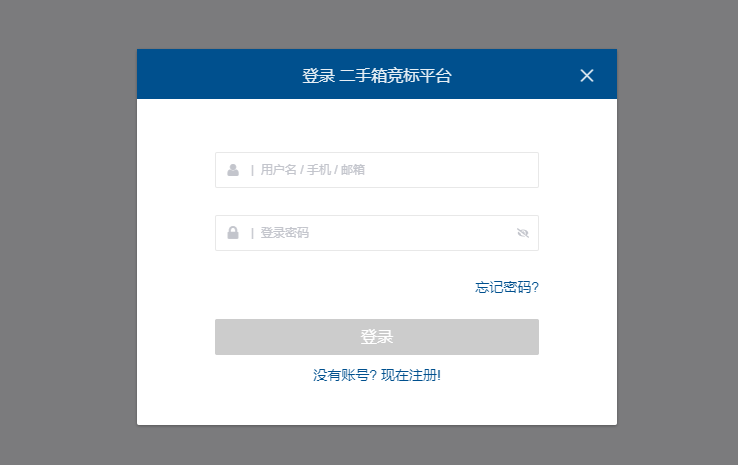 登录 二手箱竞标平台
| 用户名 / 手机 / 邮箱
| 登录密码
忘记密码?
登录
没有账号? 现在注册!